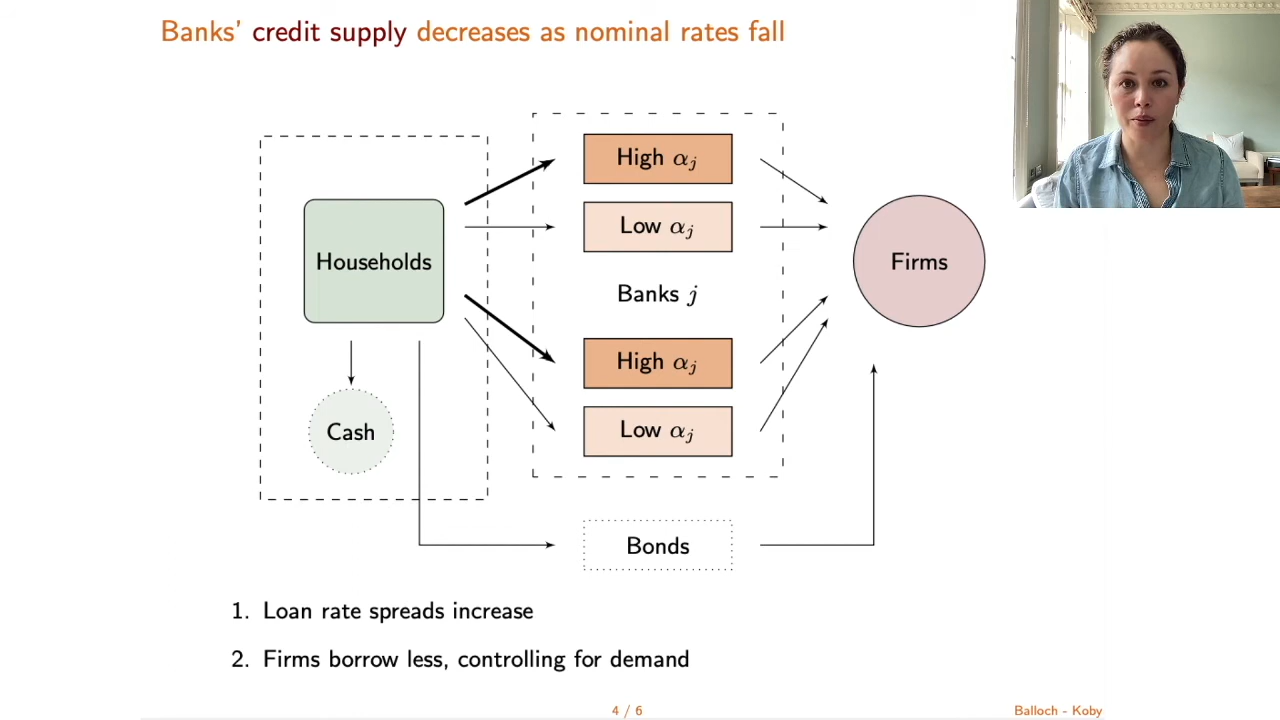 Banks' credit supply decreases as nominal rates fall
High αⱼ
Low αⱼ
Households
Banks j
Firms
High αⱼ
Low αⱼ
Cash
Bonds
1. Loan rate spreads increase
2. Firms borrow less, controlling for demand
4 / 6
Balloch - Koby